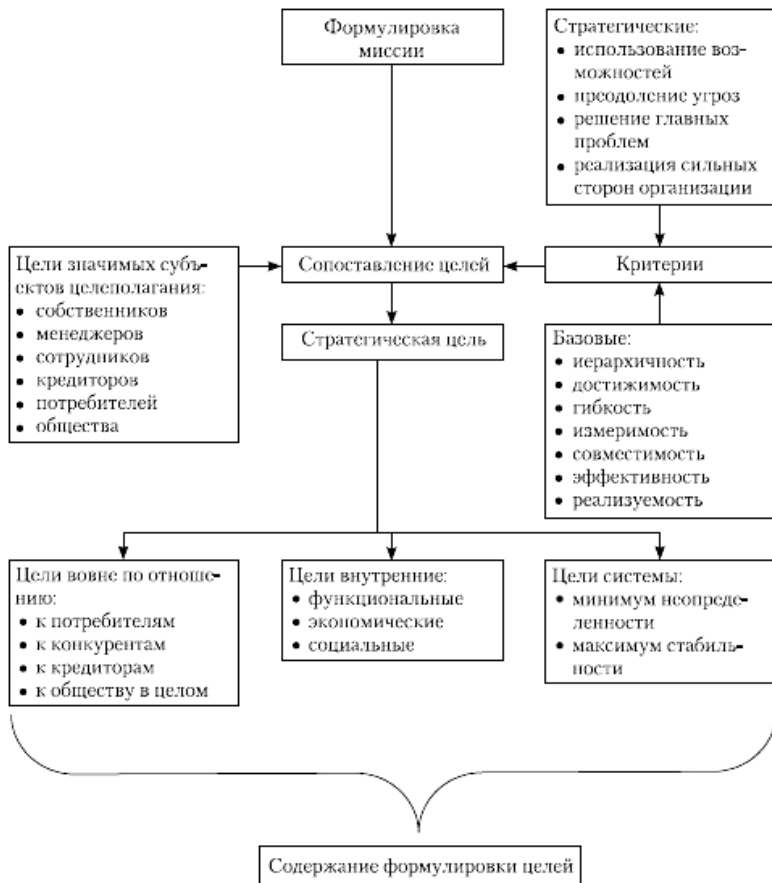 Формулировка
миссии
Стратегические:
• использование воз-
можностей
• преодоление угроз
• решение главных
проблем
• реализация сильных
сторон организации
Цели значимых субъ-
ектов целеполагания:
• собственников
• менеджеров
• сотрудников
• кредиторов
• потребителей
• общества
Сопоставление целей
Критерии
Стратегическая цель
Базовые:
• иерархичность
• достижимость
• гибкость
• измеримость
• совместимость
• эффективность
• реализуемость
Цели вовне по отноше-
нию:
• к потребителям
• к конкурентам
• к кредиторам
• к обществу в целом
Цели внутренние:
• функциональные
• экономические
• социальные
Цели системы:
• минимум неопреде-
ленности
• максимум стабиль-
ности
Содержание формулировки целей